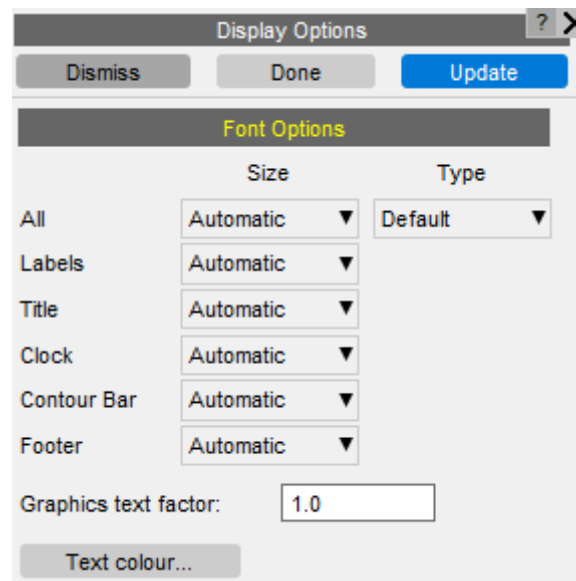 Display Options ?
Dismiss Done Update
Font Options
Size Type
All Automatic Default
Labels Automatic
Title Automatic
Clock Automatic
Contour Bar Automatic
Footer Automatic
Graphics text factor: 1.0
Text colour...